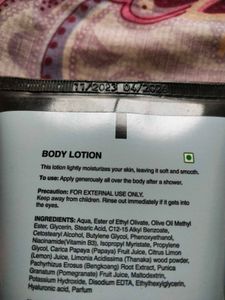 11/2023 04/2026
BODY LOTION
This lotion lightly moisturizes your skin, leaving it soft and smooth.
To use: Apply generously all over the body after a shower.
Precaution: FOR EXTERNAL USE ONLY.
Keep away from children. Rinse out immediately if it gets into
the eyes.
INGREDIENTS: Aqua, Ester of Ethyl Olivate, Olive Oil Methyl
Ester, Glycerin, Stearic Acid, C12-15 Alkyl Benzoate,
Cetostearyl Alcohol, Butylene Glycol, Phenoxyethanol,
Niacinamide(Vitamin B3), Isopropyl Myristate, Propylene
Glycol, Carica Papaya (Papaya) Fruit Juice, Citrus Limon
(Lemon) Juice, Limonia Acidissima (Thanaka) wood powder,
Pachyrhizus Erosus (Bengkoang) Root Extract, Punica
Granatum (Pomegranate) Fruit Juice, Maltodextrin,
Potassium Hydroxide, Disodium EDTA, Ethylhexylglycerin,
Hyaluronic acid, Parfum